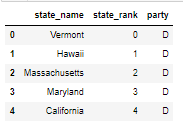 state_name state_rank party
0 Vermont 0 D
1 Hawaii 1 D
2 Massachusetts 2 D
3 Maryland 3 D
4 California 4 D